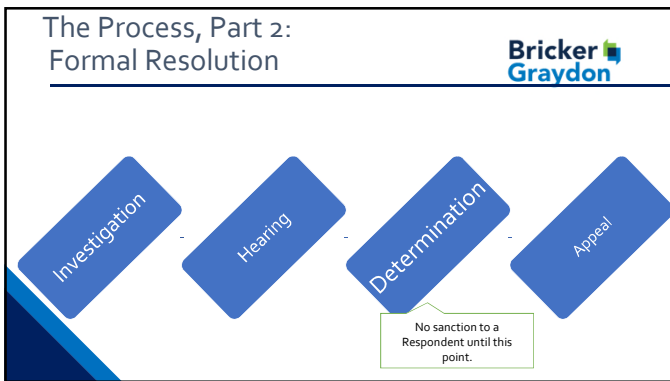 The Process, Part 2:
Formal Resolution
Bricker
Graydon
Investigation
Hearing
Determination
Appeal
No sanction to a
Respondent until this
point.